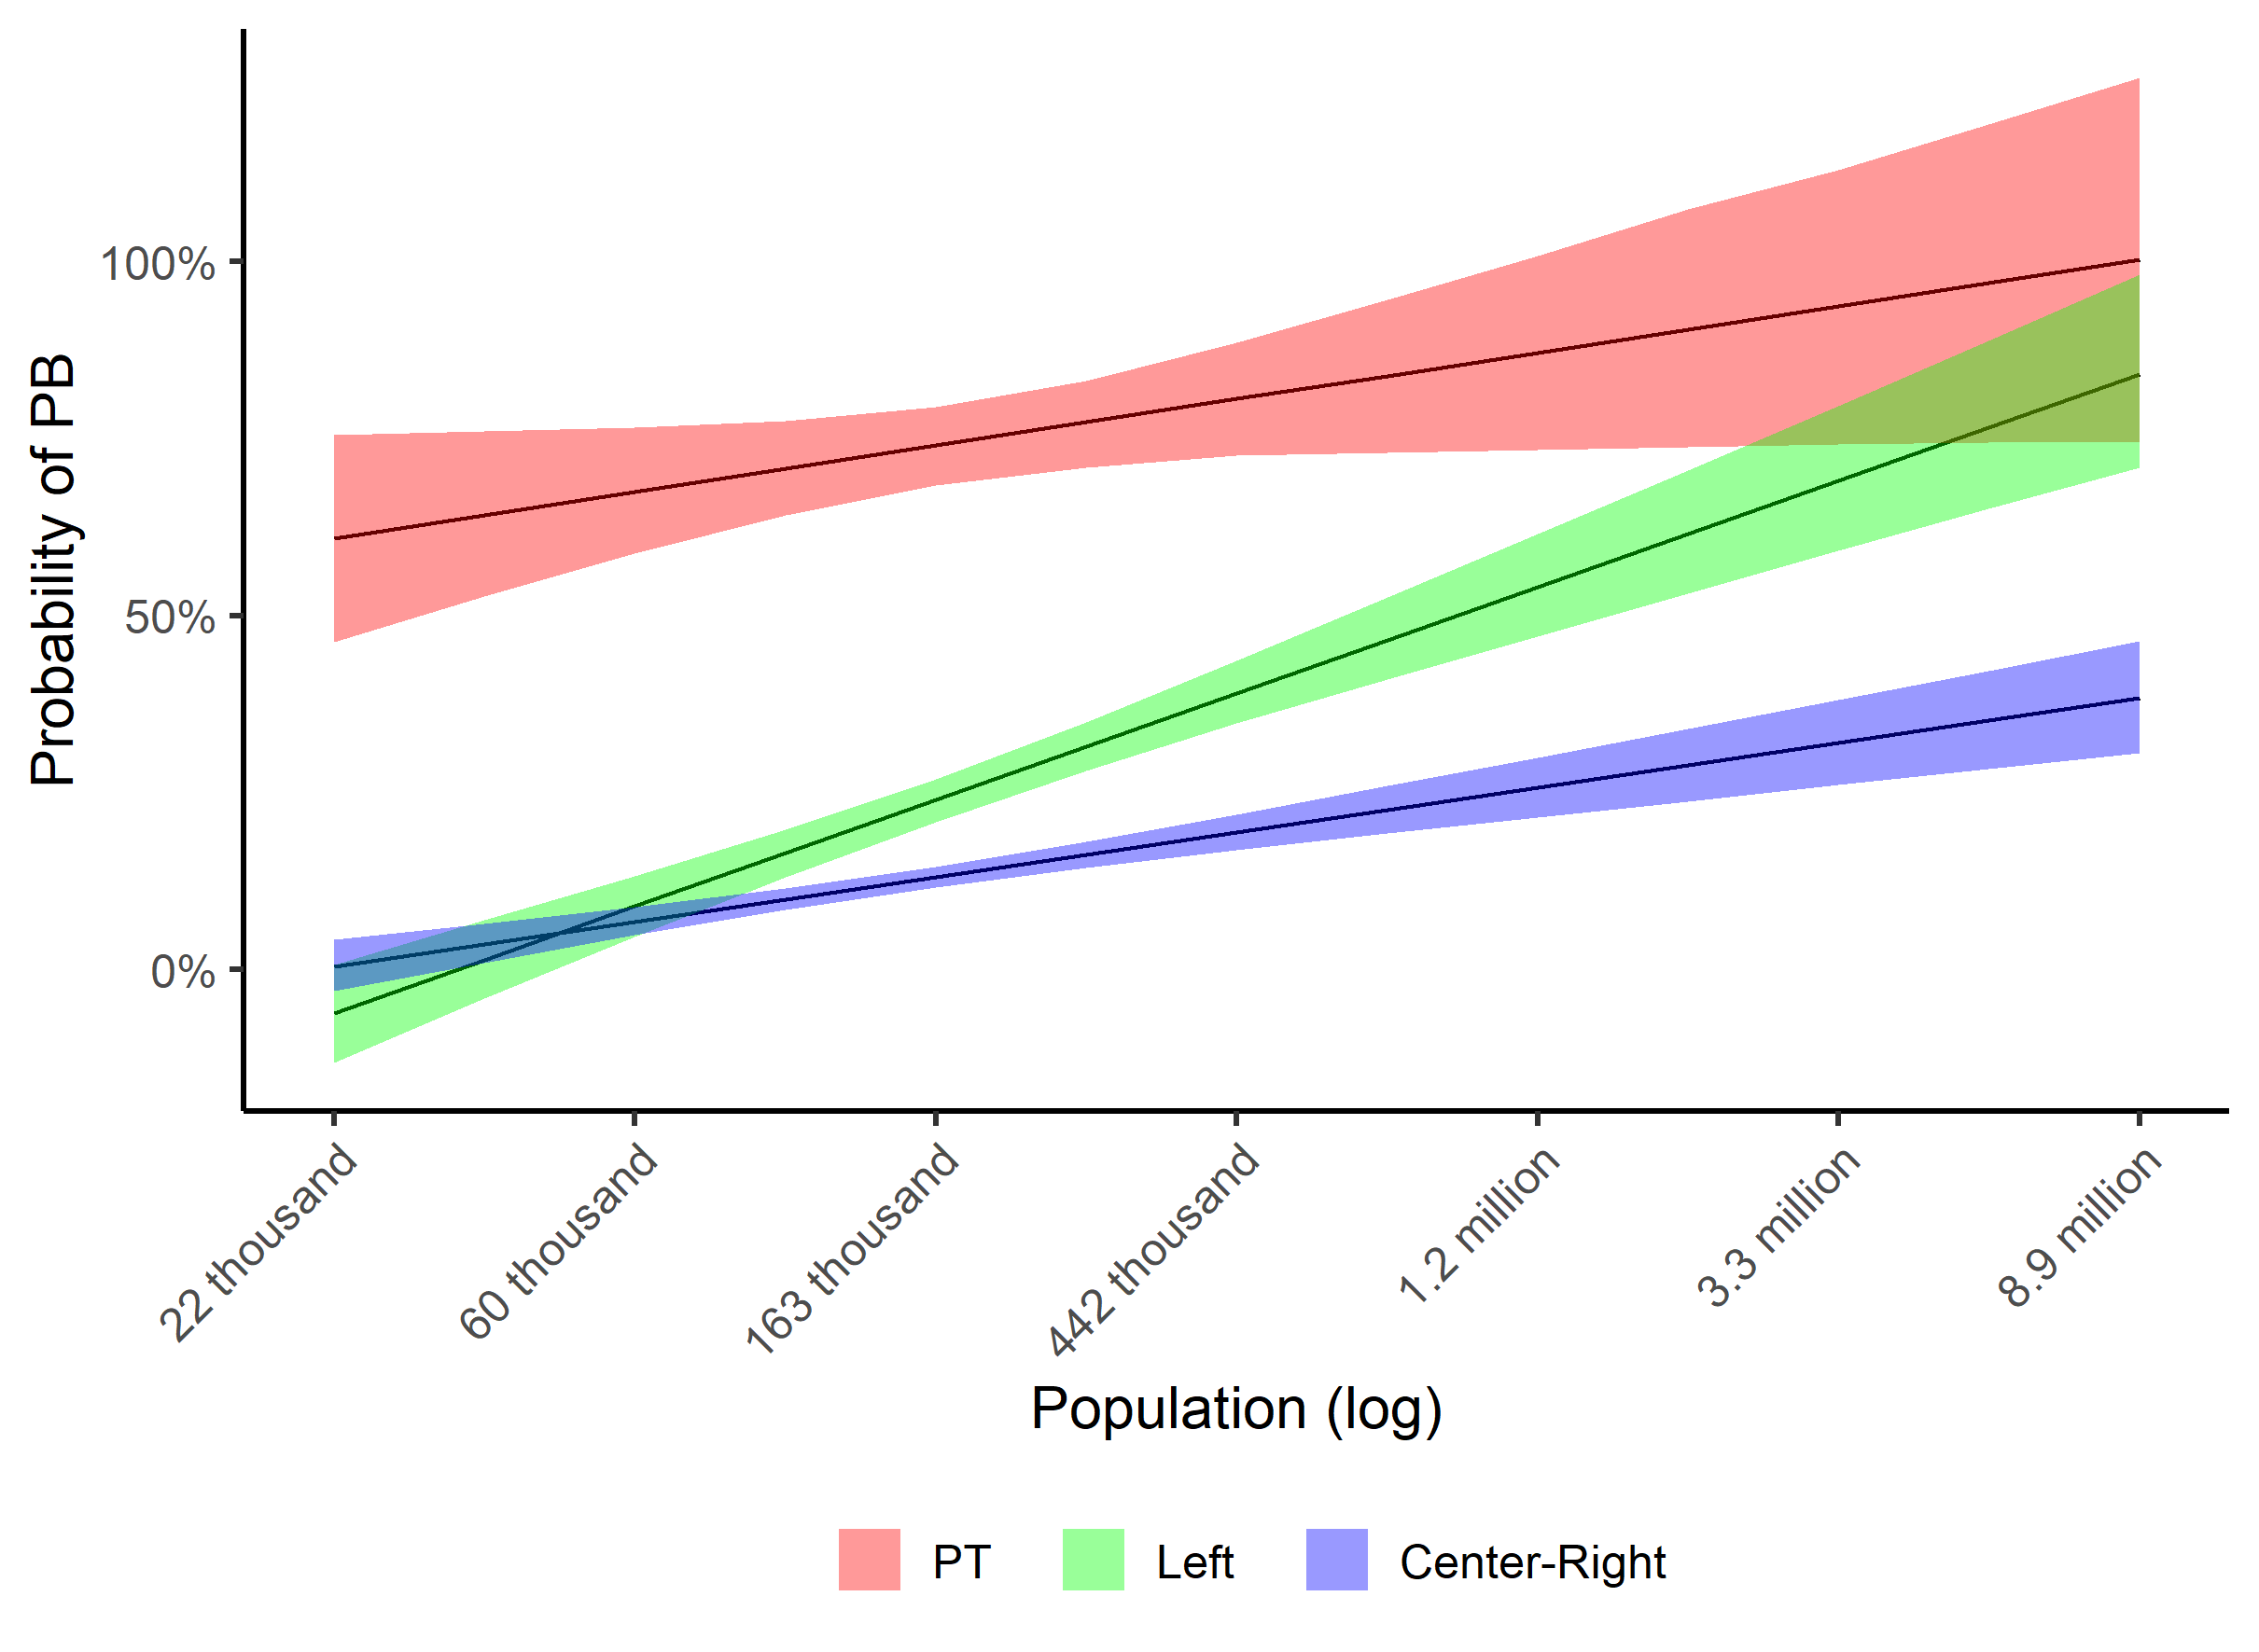 Probability of PB
100%
50%
0%
22 thousand
60 thousand
163 thousand
442 thousand
1.2 million
3.3 million
8.9 million
Population (log)
PT Left Center-Right